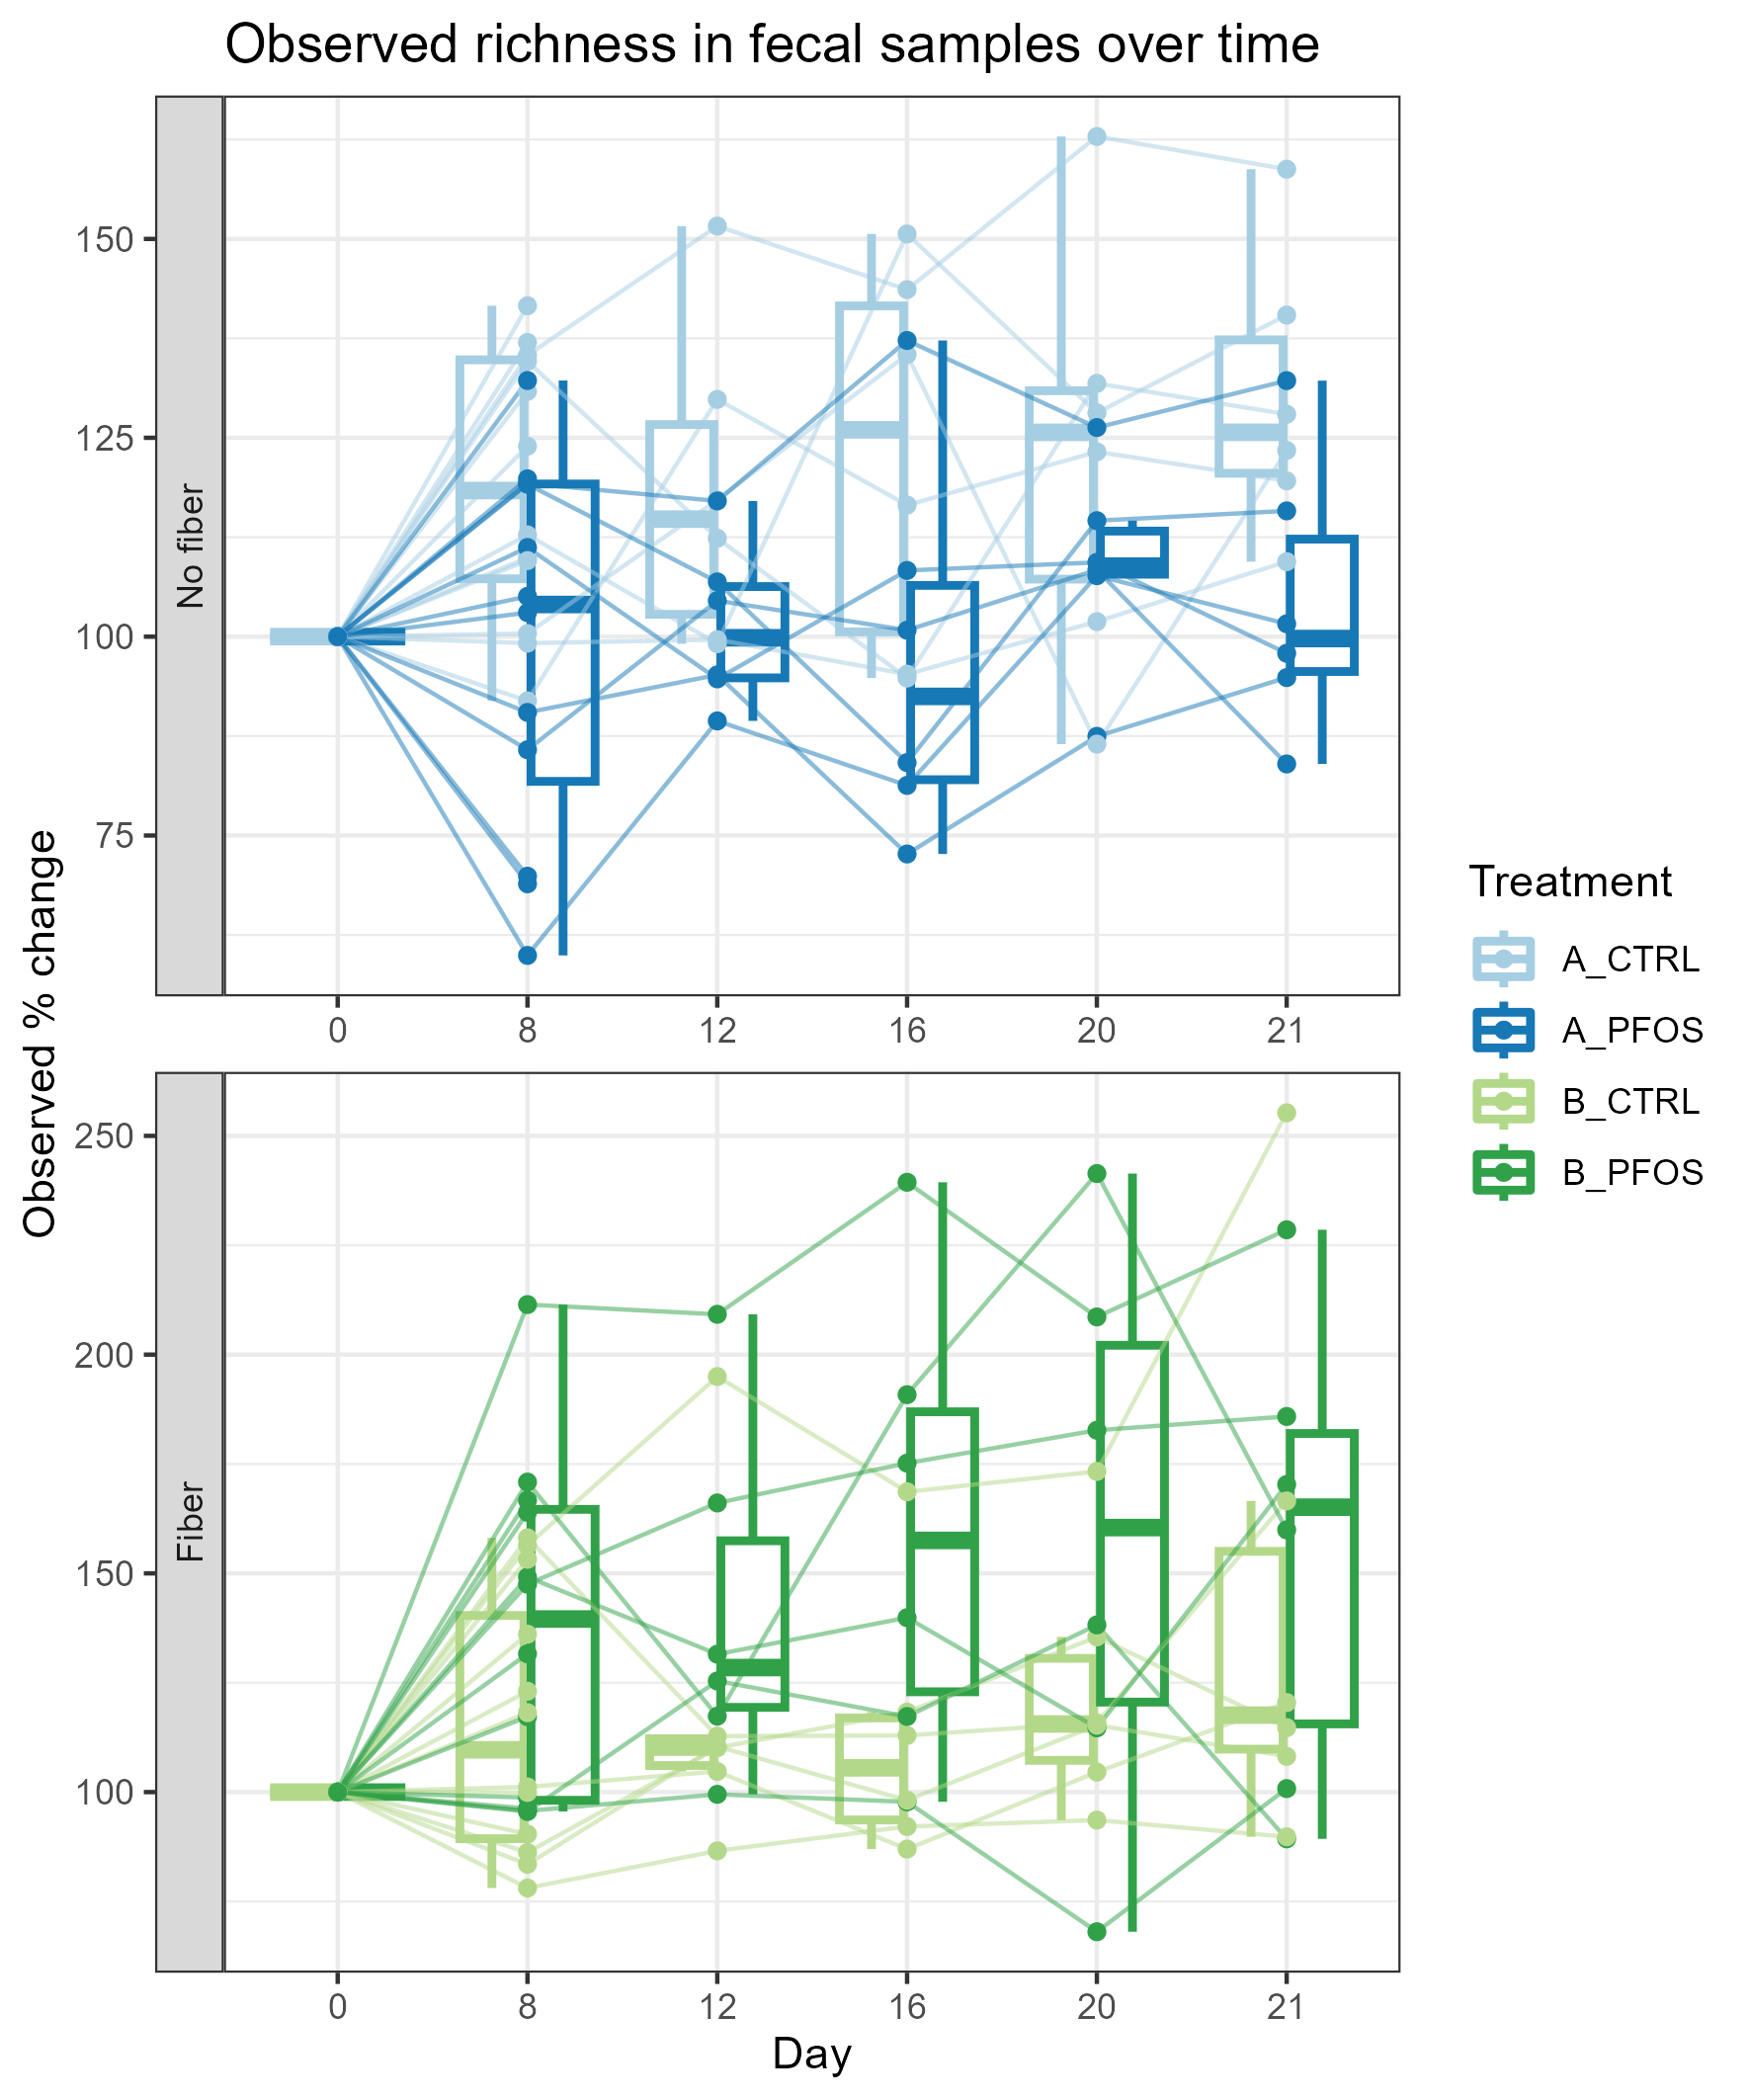 Observed richness in fecal samples over time
Observed % change
No fiber
150
125
100
75
0 8 12 16 20 21
Fiber
250
200
150
100
0 8 12 16 20 21
Day
Treatment
A_CTRL
A_PFOS
B_CTRL
B_PFOS